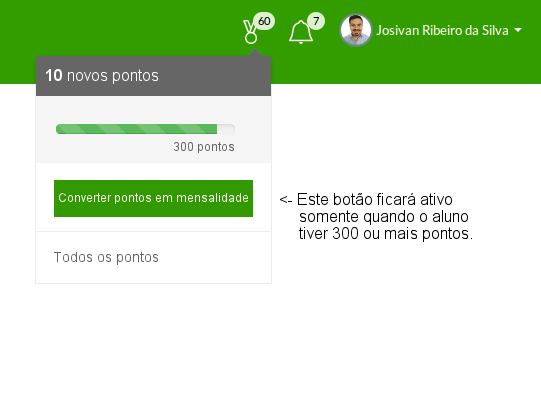 60
7
Josivan Ribeiro da Silva
10 novos pontos
300 pontos
Converter pontos em mensalidade
<- Este botão ficará ativo
somente quando o aluno
tiver 300 ou mais pontos.
Todos os pontos